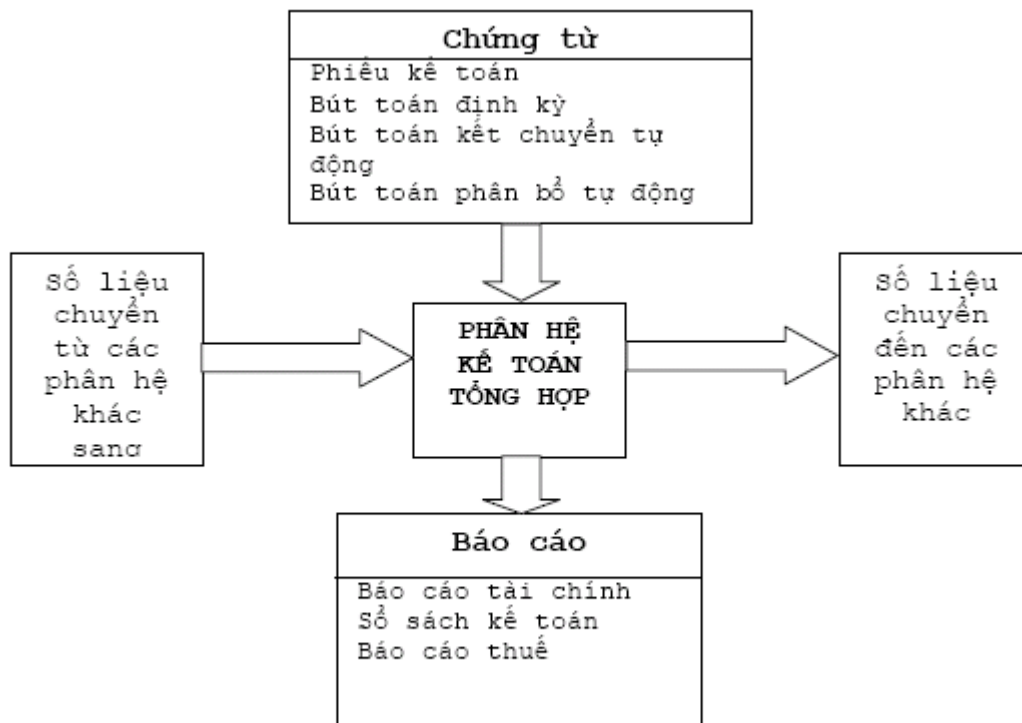 Chứng từ
Phiếu kế toán
Bút toán định kỳ
Bút toán kết chuyển tự
động
Bút toán phân bổ tự động
Số liệu
chuyển
từ các
phân hệ
khác
sang
PHÂN HỆ
KẾ TOÁN
TỔNG HỢP
Số liệu
chuyển
đến các
phân hệ
khác
Báo cáo
Báo cáo tài chính
Sổ sách kế toán
Báo cáo thuế